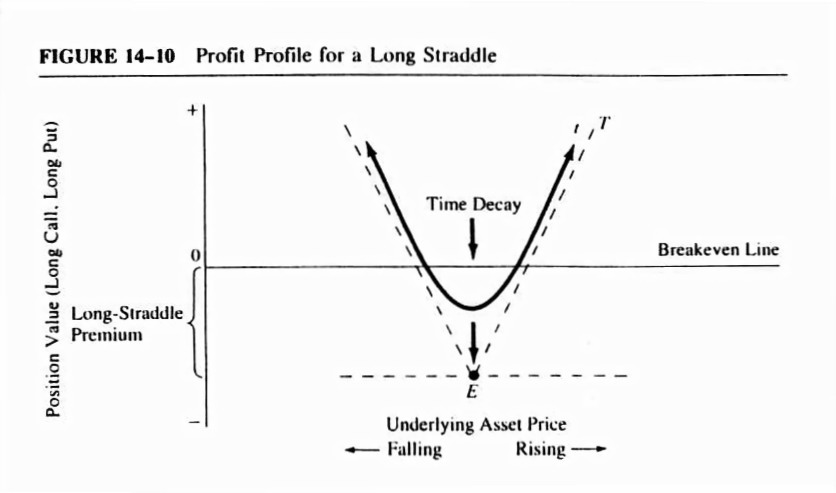 FIGURE 14–10 Profit Profile for a Long Straddle
+
t
T
Position Value (Long Call, Long Put)
Time Decay
0
Breakeven Line
Long-Straddle
Premium
E
–
Underlying Asset Price
← Falling Rising →